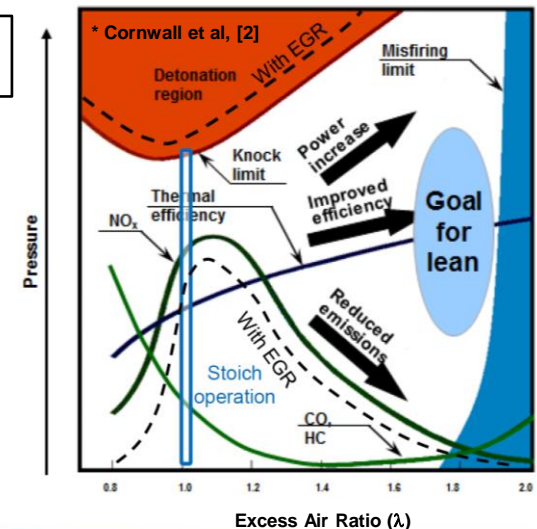 * Cornwall et al, [2]
With EGR
Misfiring
limit
Detonation
region
Power
increase
Knock
limit
Thermal
efficiency
Improved
efficiency
Goal
for
lean
NOx
Pressure
Reduced
emissions
With EGR
Stoich
operation
CO,
HC
0.8 1.0 1.2 1.4 1.6 1.8 2.0
Excess Air Ratio (λ)